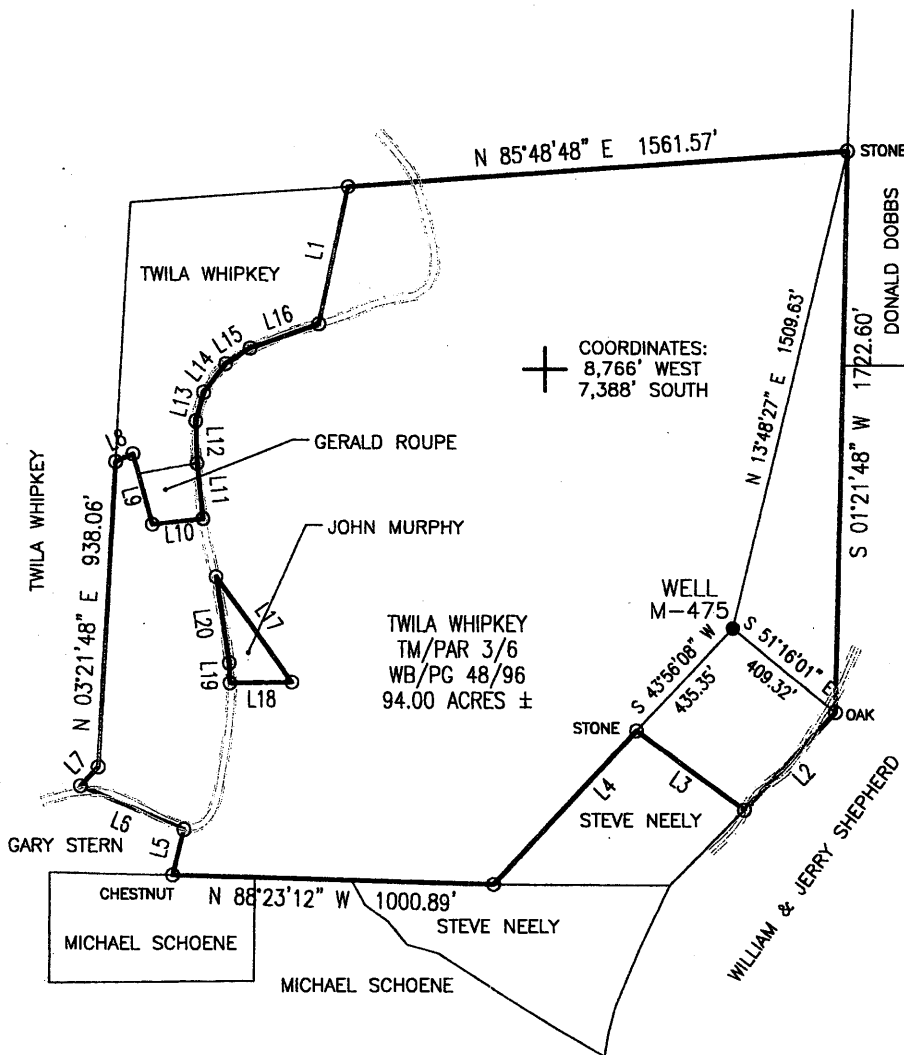 N 85°48'48" E 1561.57'
STONE
DONALD DOBBS
L1
TWILA WHIPKEY
L16
L15
L14
L13
L12
L11
COORDINATES:
8,766' WEST
7,388' SOUTH
N 13°48'27" E 1509.63'
S 01°21'48" W 1722.60'
L8
GERALD ROUPE
L9
L10
TWILA WHIPKEY
N 03°21'48" E 938.06'
JOHN MURPHY
L17
L20
L19
L18
TWILA WHIPKEY
TM/PAR 3/6
WB/PG 48/96
94.00 ACRES ±
WELL
M-475
S 43°56'08" W
435.35'
S 51°16'01" E
409.32'
STONE
OAK
L7
L6
L5
L4
L3
L2
GARY STERN
STEVE NEELY
WILLIAM & JERRY SHEPHERD
CHESTNUT
N 88°23'12" W 1000.89'
STEVE NEELY
MICHAEL SCHOENE
MICHAEL SCHOENE